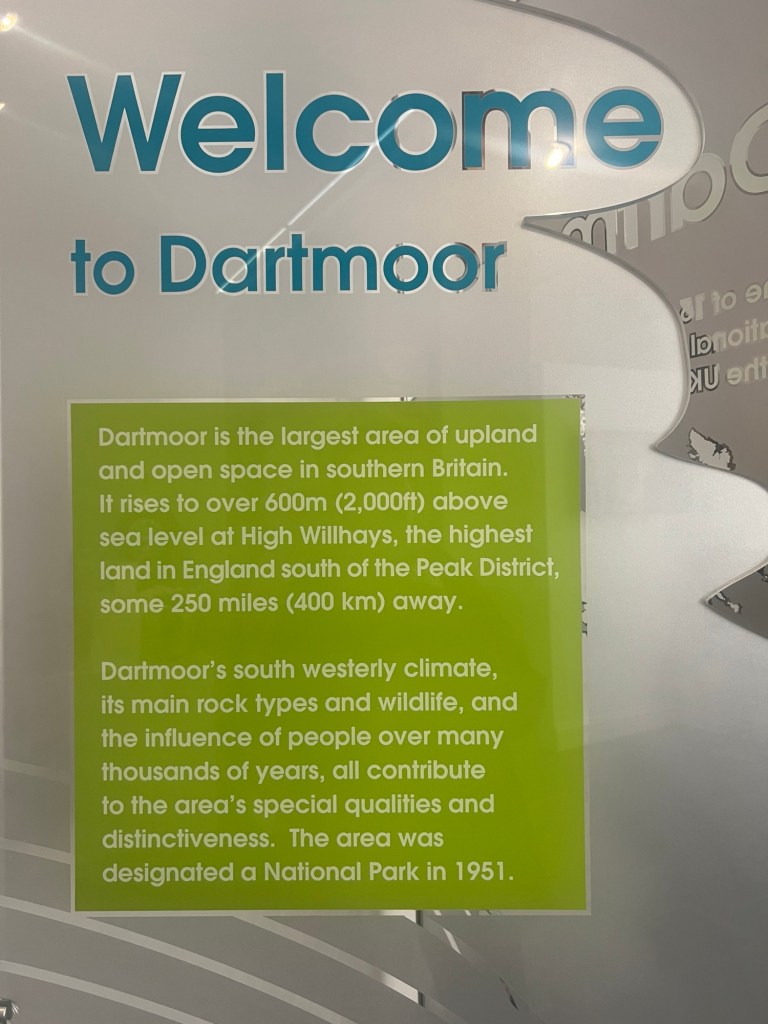 Welcome
to Dartmoor
Dartmoor is the largest area of upland
and open space in southern Britain.
It rises to over 600m (2,000ft) above
sea level at High Willhays, the highest
land in England south of the Peak District,
some 250 miles (400 km) away.
Dartmoor's south westerly climate,
its main rock types and wildlife, and
the influence of people over many
thousands of years, all contribute
to the area's special qualities and
distinctiveness.  The area was
designated a National Park in 1951.